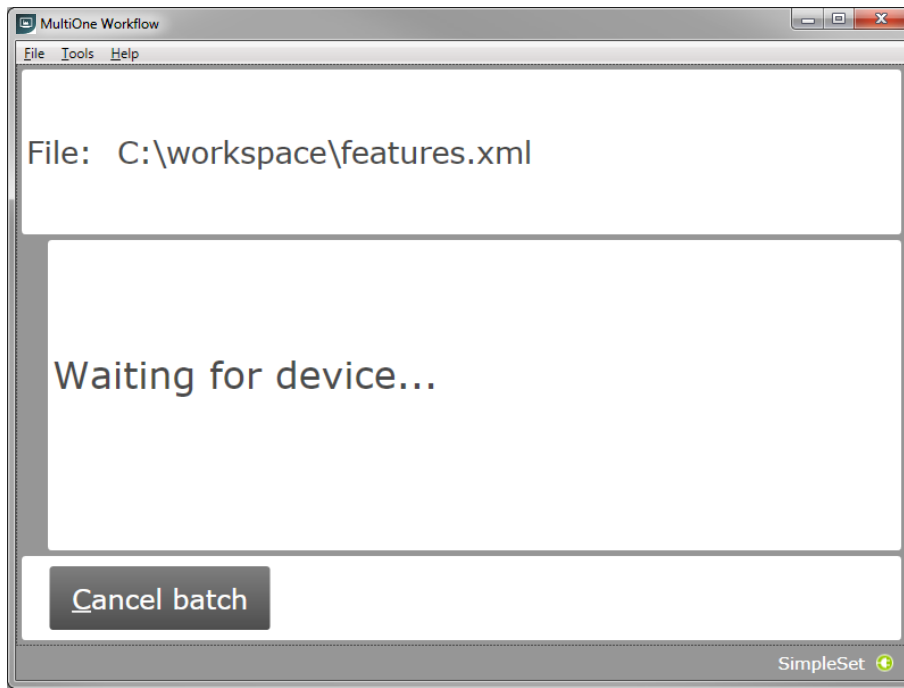 MultiOne Workflow
File Tools Help
File: C:\workspace\features.xml
Waiting for device...
Cancel batch
SimpleSet